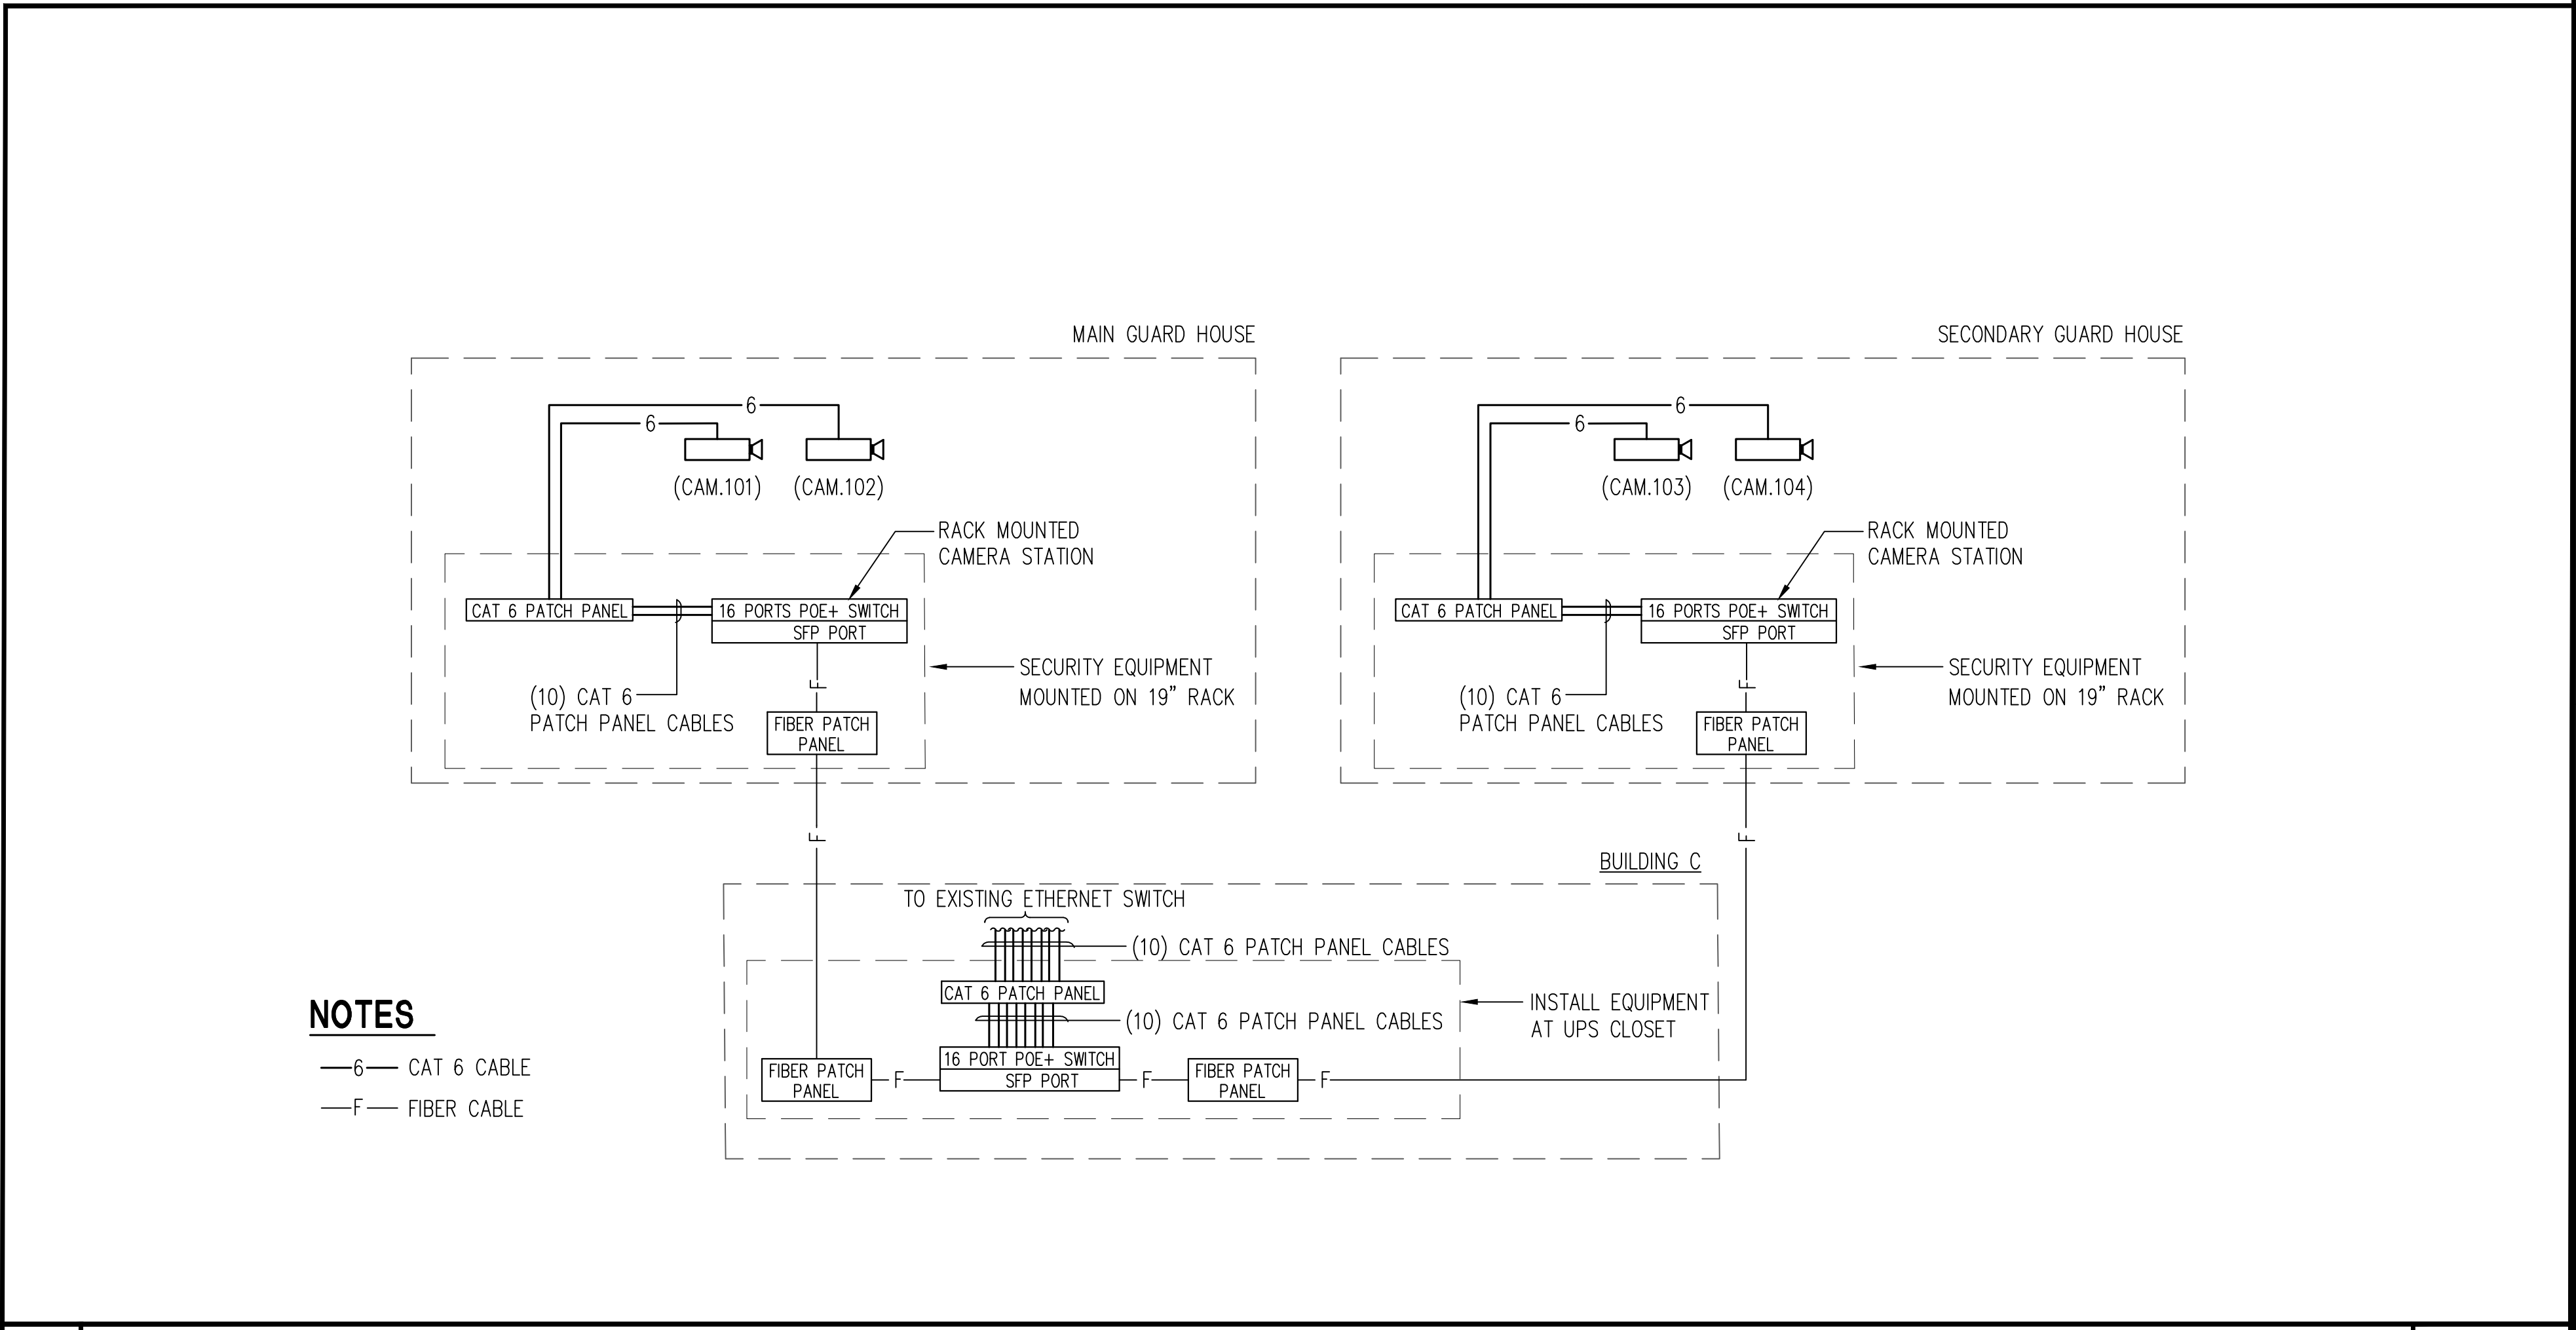 MAIN GUARD HOUSE
6
6
(CAM.101)
(CAM.102)
RACK MOUNTED
CAMERA STATION
CAT 6 PATCH PANEL
16 PORTS POE+ SWITCH
SFP PORT
SECURITY EQUIPMENT
MOUNTED ON 19” RACK
(10) CAT 6
PATCH PANEL CABLES
F
FIBER PATCH
PANEL
F
SECONDARY GUARD HOUSE
6
6
(CAM.103)
(CAM.104)
RACK MOUNTED
CAMERA STATION
CAT 6 PATCH PANEL
16 PORTS POE+ SWITCH
SFP PORT
SECURITY EQUIPMENT
MOUNTED ON 19” RACK
(10) CAT 6
PATCH PANEL CABLES
F
FIBER PATCH
PANEL
F
BUILDING C
TO EXISTING ETHERNET SWITCH
(10) CAT 6 PATCH PANEL CABLES
CAT 6 PATCH PANEL
(10) CAT 6 PATCH PANEL CABLES
INSTALL EQUIPMENT
AT UPS CLOSET
FIBER PATCH
PANEL
F
16 PORT POE+ SWITCH
SFP PORT
F
FIBER PATCH
PANEL
F
NOTES
6 CAT 6 CABLE
F FIBER CABLE